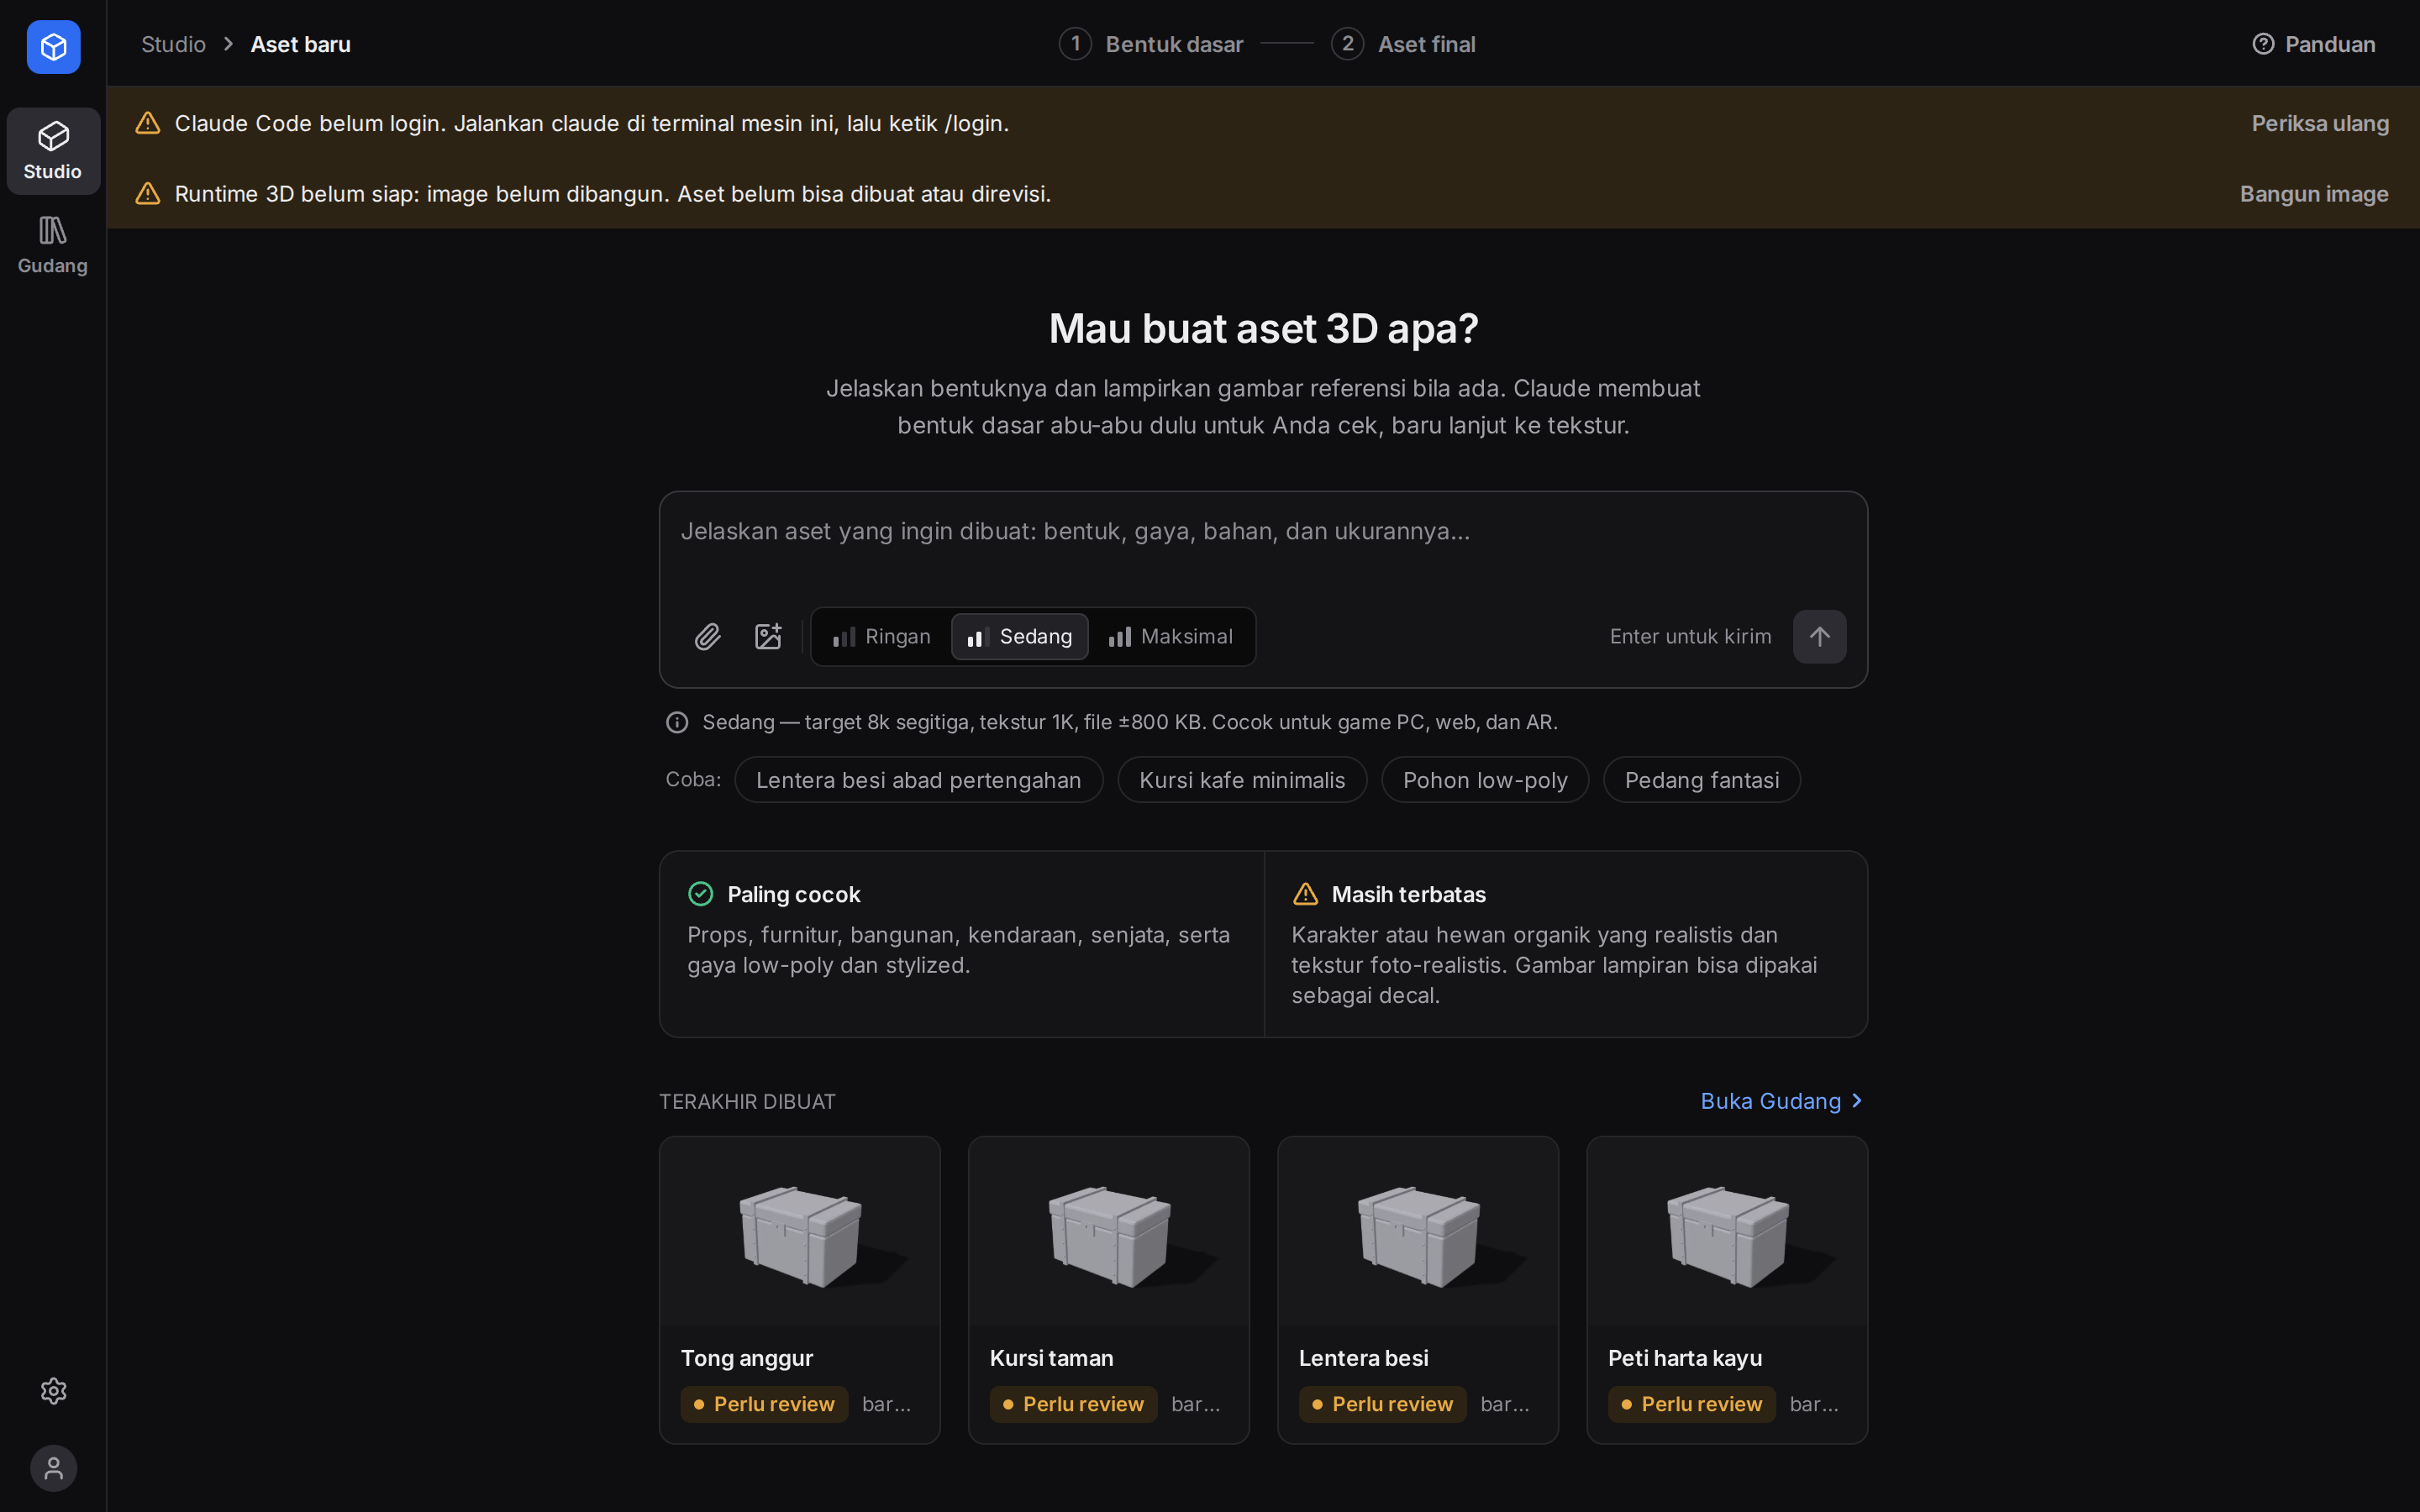 Studio > Aset baru
1 Bentuk dasar 2 Aset final
Panduan
Studio
Gudang
Claude Code belum login. Jalankan claude di terminal mesin ini, lalu ketik /login.
Periksa ulang
Runtime 3D belum siap: image belum dibangun. Aset belum bisa dibuat atau direvisi.
Bangun image
Mau buat aset 3D apa?
Jelaskan bentuknya dan lampirkan gambar referensi bila ada. Claude membuat
bentuk dasar abu-abu dulu untuk Anda cek, baru lanjut ke tekstur.
Jelaskan aset yang ingin dibuat: bentuk, gaya, bahan, dan ukurannya...
Ringan Sedang Maksimal
Enter untuk kirim
Sedang — target 8k segitiga, tekstur 1K, file ±800 KB. Cocok untuk game PC, web, dan AR.
Coba: Lentera besi abad pertengahan Kursi kafe minimalis Pohon low-poly Pedang fantasi
Paling cocok
Props, furnitur, bangunan, kendaraan, senjata, serta
gaya low-poly dan stylized.
Masih terbatas
Karakter atau hewan organik yang realistis dan
tekstur foto-realistis. Gambar lampiran bisa dipakai
sebagai decal.
TERAKHIR DIBUAT
Buka Gudang >
Tong anggur
Perlu review bar...
Kursi taman
Perlu review bar...
Lentera besi
Perlu review bar...
Peti harta kayu
Perlu review bar...